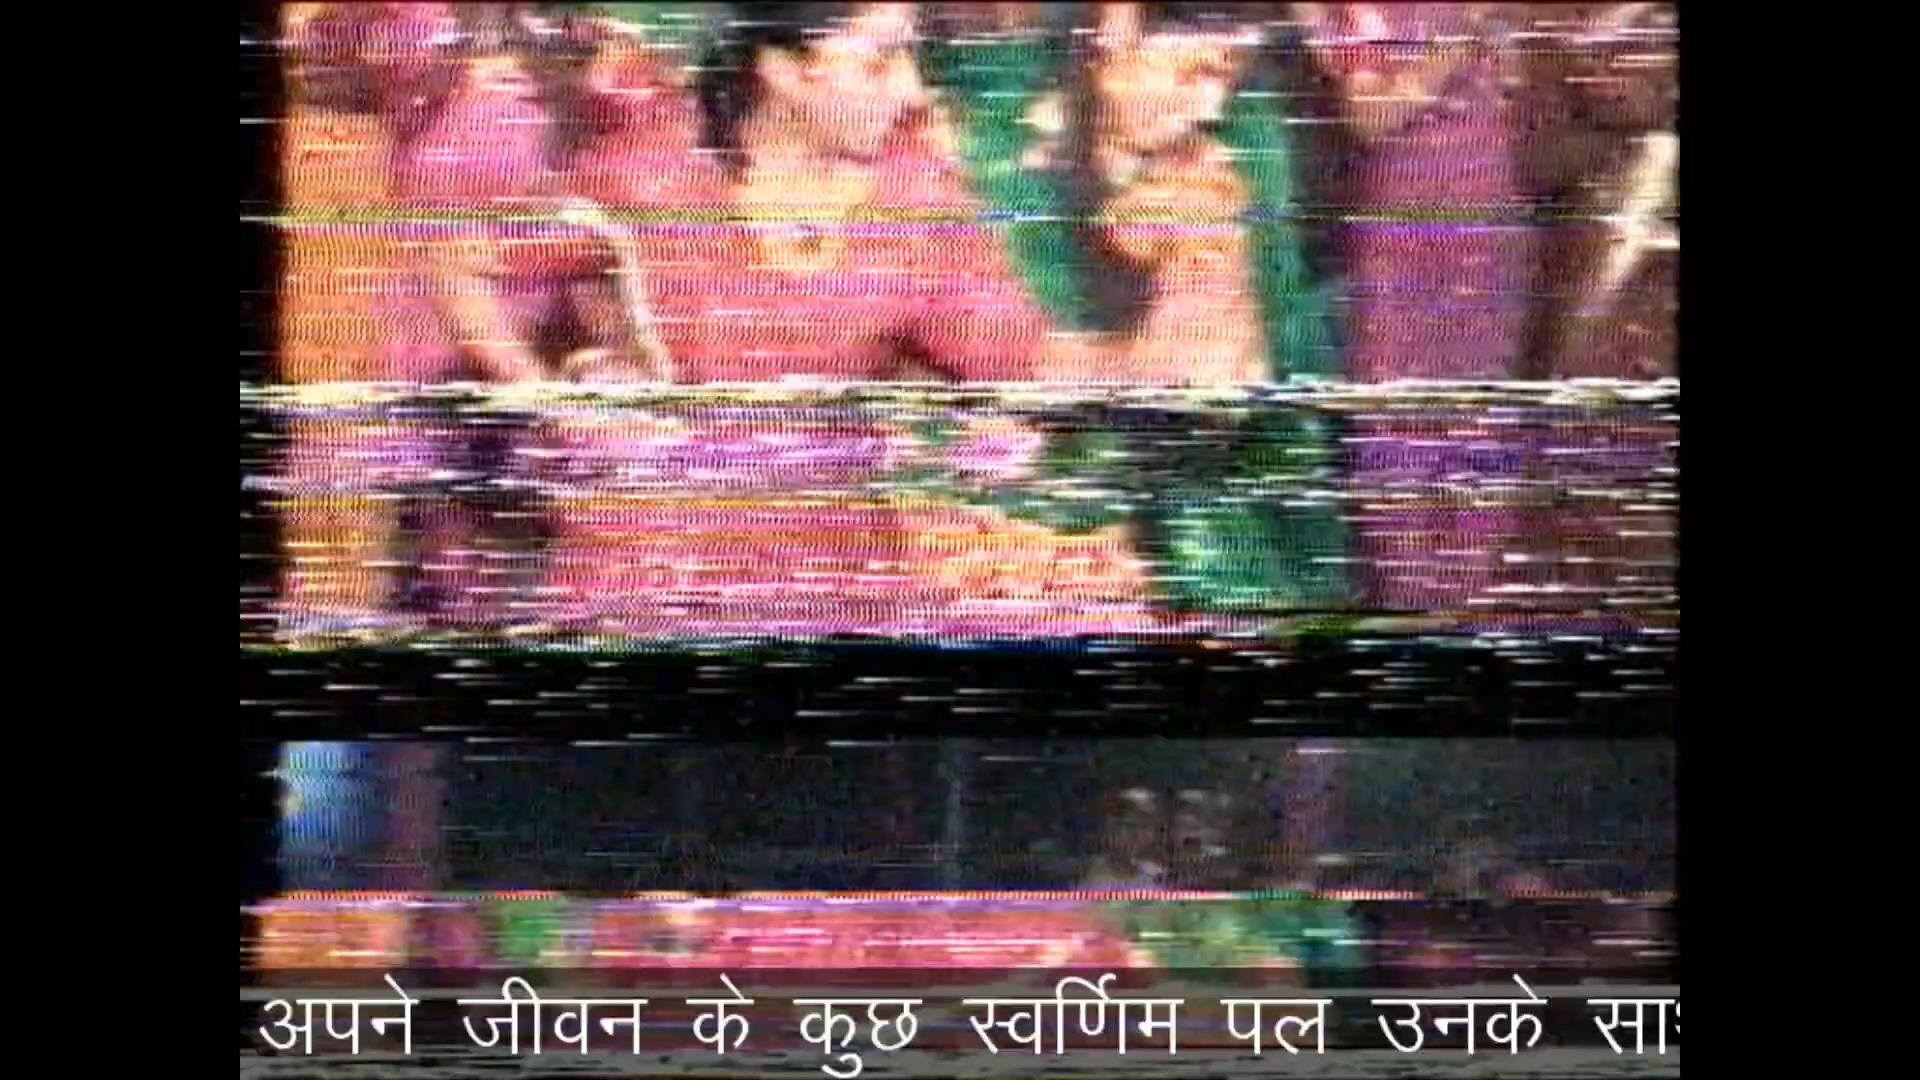 अपने जीवन के कुछ स्वर्णिम पल उनके